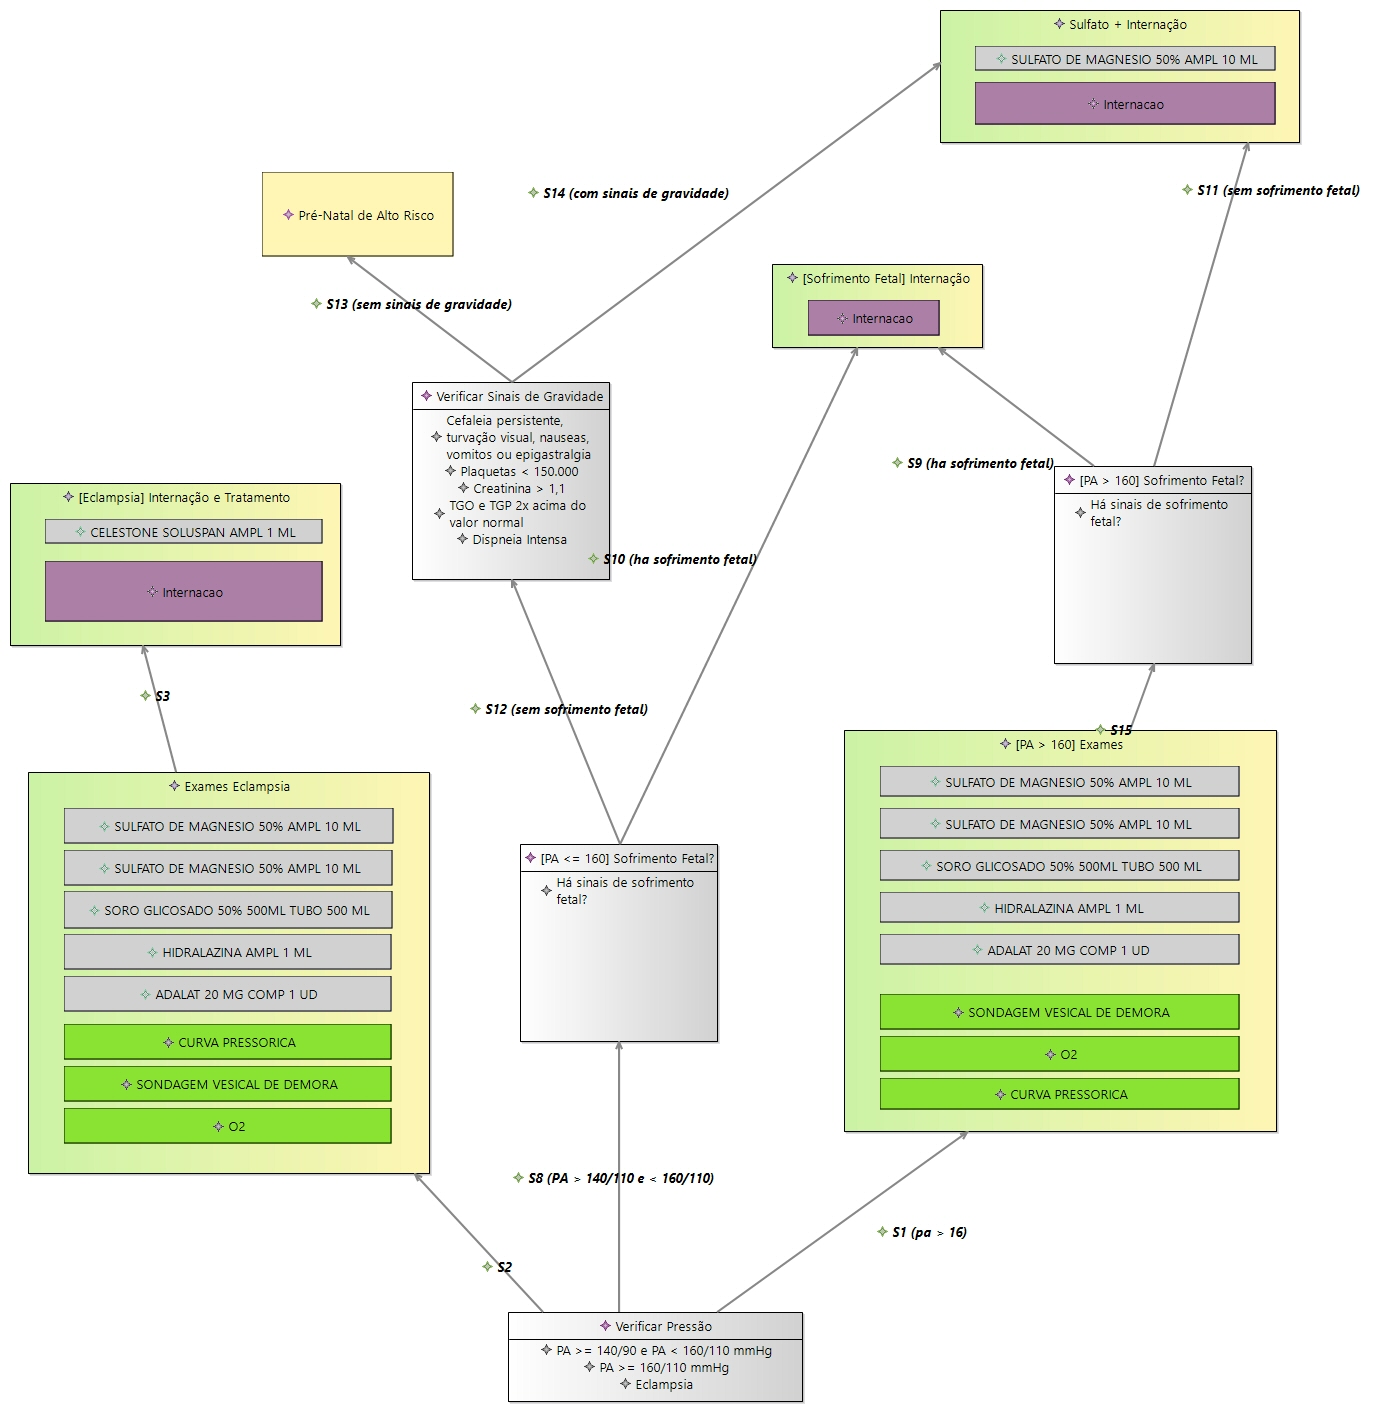 Sulfato + Internação
SULFATO DE MAGNESIO 50% AMPL 10 ML
Internacao
S14 (com sinais de gravidade)
S11 (sem sofrimento fetal)
Pré-Natal de Alto Risco
[Sofrimento Fetal] Internação
Internacao
S13 (sem sinais de gravidade)
Verificar Sinais de Gravidade
Cefaleia persistente,
turvação visual, nauseas,
vomitos ou epigastralgia
Plaquetas < 150.000
Creatinina > 1,1
TGO e TGP 2x acima do
valor normal
Dispneia Intensa
S9 (ha sofrimento fetal)
[PA > 160] Sofrimento Fetal?
Há sinais de sofrimento
fetal?
[Eclampsia] Internação e Tratamento
CELESTONE SOLUSPAN AMPL 1 ML
Internacao
S10 (ha sofrimento fetal)
S3
S12 (sem sofrimento fetal)
S15
[PA > 160] Exames
SULFATO DE MAGNESIO 50% AMPL 10 ML
SULFATO DE MAGNESIO 50% AMPL 10 ML
SORO GLICOSADO 50% 500ML TUBO 500 ML
HIDRALAZINA AMPL 1 ML
ADALAT 20 MG COMP 1 UD
SONDAGEM VESICAL DE DEMORA
O2
CURVA PRESSORICA
Exames Eclampsia
SULFATO DE MAGNESIO 50% AMPL 10 ML
SULFATO DE MAGNESIO 50% AMPL 10 ML
SORO GLICOSADO 50% 500ML TUBO 500 ML
HIDRALAZINA AMPL 1 ML
ADALAT 20 MG COMP 1 UD
CURVA PRESSORICA
SONDAGEM VESICAL DE DEMORA
O2
[PA <= 160] Sofrimento Fetal?
Há sinais de sofrimento
fetal?
S8 (PA > 140/110 e < 160/110)
S1 (pa > 16)
S2
Verificar Pressão
PA >= 140/90 e PA < 160/110 mmHg
PA >= 160/110 mmHg
Eclampsia